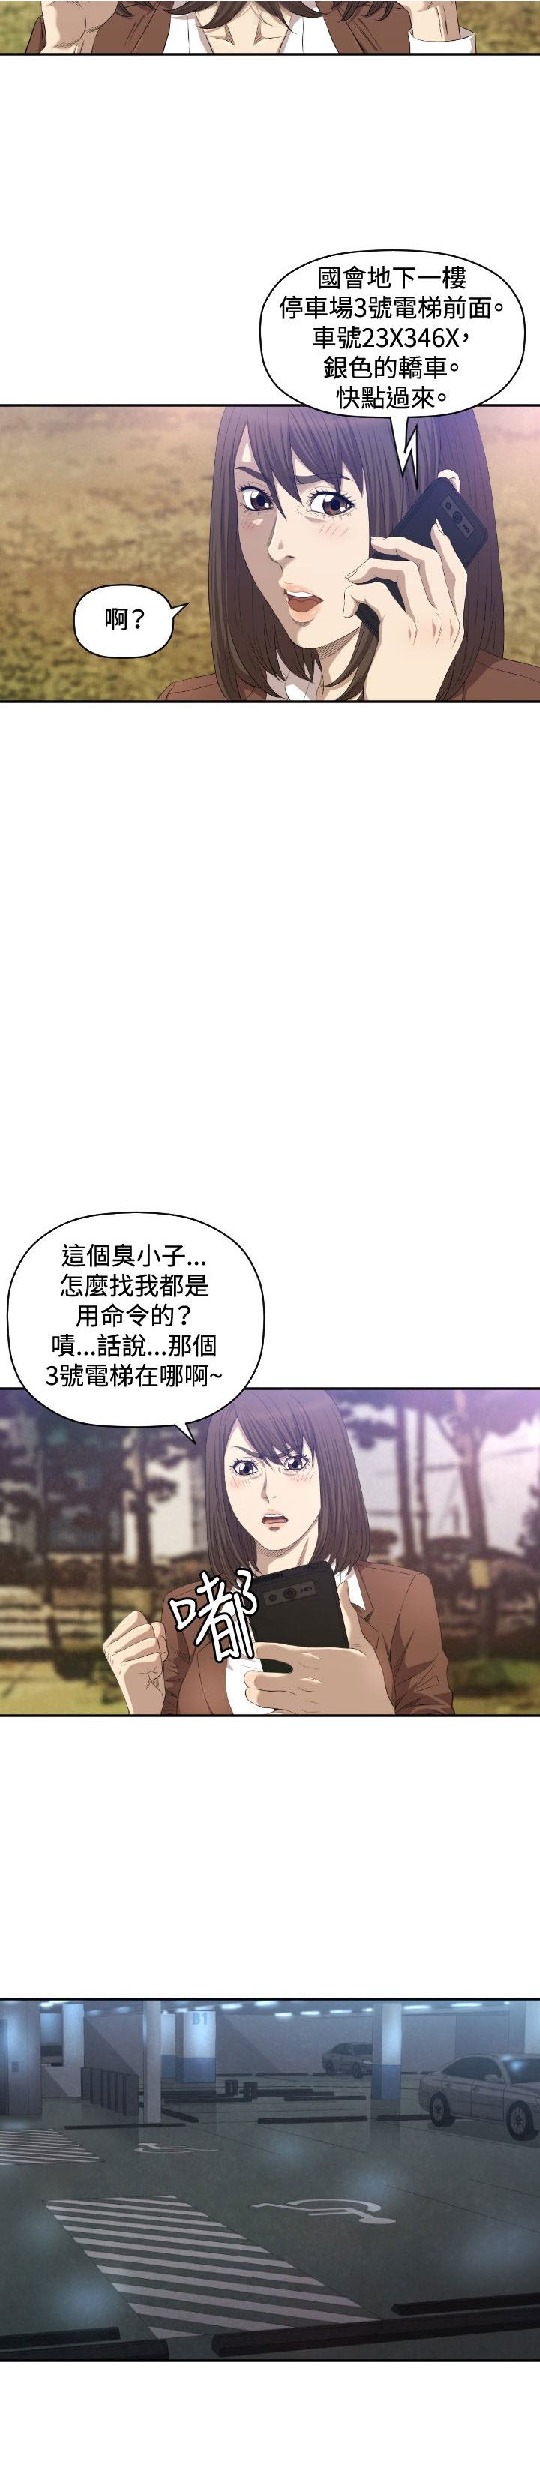 國會地下一樓
停車場3號電梯前面。
車號23X346X，
銀色的轎車。
快點過來。
啊？
這個臭小子...
怎麼找我都是
用命令的？
嘖...話說...那個
3號電梯在哪啊~
嘟
B1